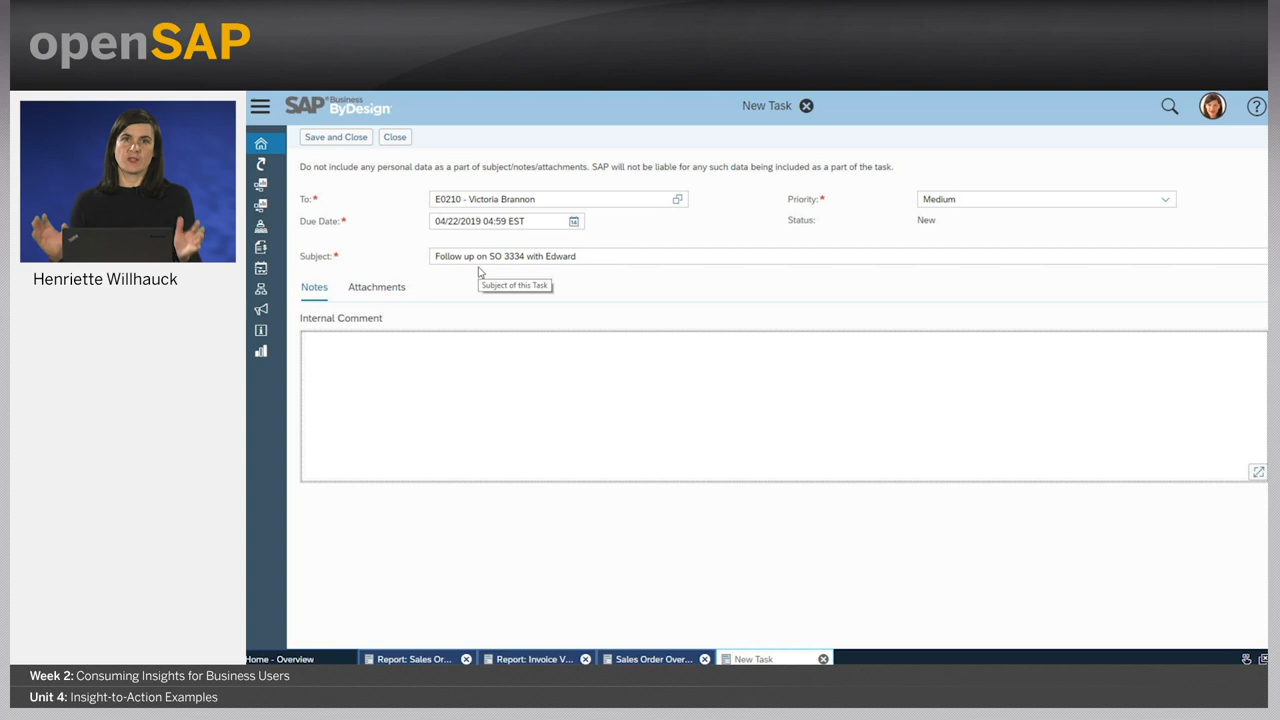 openSAP
SAP Business ByDesign
New Task
Save and Close
Close
Do not include any personal data as a part of subject/notes/attachments. SAP will not be liable for any such data being included as a part of the task.
To:* E0210 - Victoria Brannon
Priority:* Medium
Due Date:* 04/22/2019 04:59 EST
Status: New
Subject:* Follow up on SO 3334 with Edward
Subject of this Task
Henriette Willhauck
Notes
Attachments
Internal Comment
Home - Overview
Report: Sales Or...
Report: Invoice V...
Sales Order Over...
New Task
Week 2: Consuming Insights for Business Users
Unit 4: Insight-to-Action Examples